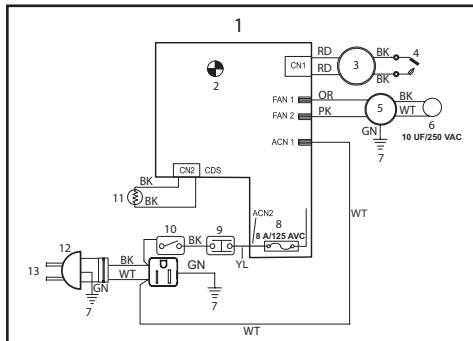 1
RD
BK
4
CN1
3
RD
BK
2
FAN 1
OR
BK
5
FAN 2
PK
WT
6
GN
10 UF/250 VAC
7
ACN 1
CN2
CDS
BK
11
BK
WT
ACN2
10
9
8
8 A/125 AVC
BK
12
YL
13
BK
GN
WT
GN
7
7
WT